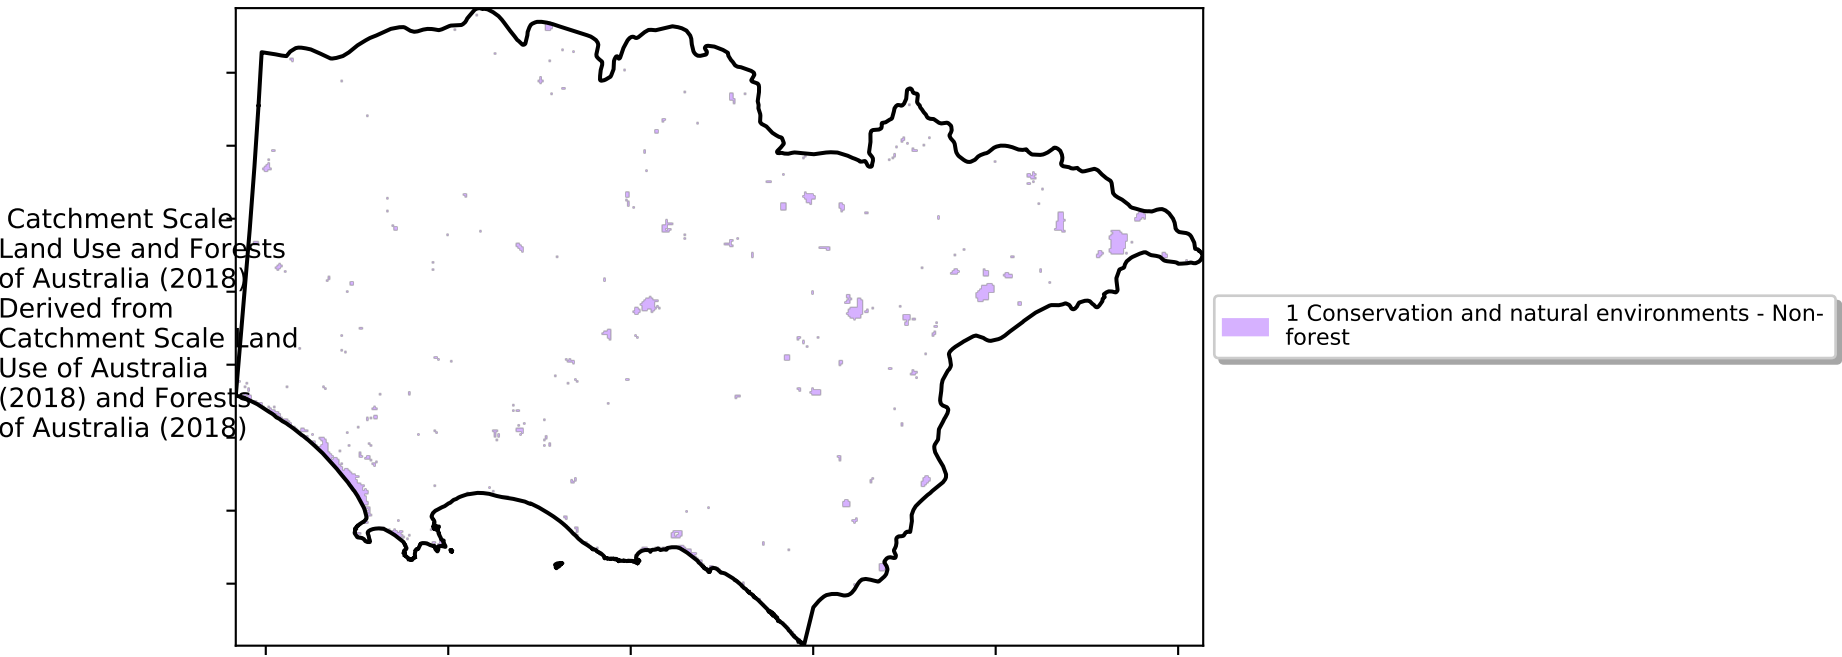 Catchment Scale
Land Use and Forests
of Australia (2018)
Derived from
Catchment Scale Land
Use of Australia
(2018) and Forests
of Australia (2018)
1 Conservation and natural environments - Non-
forest